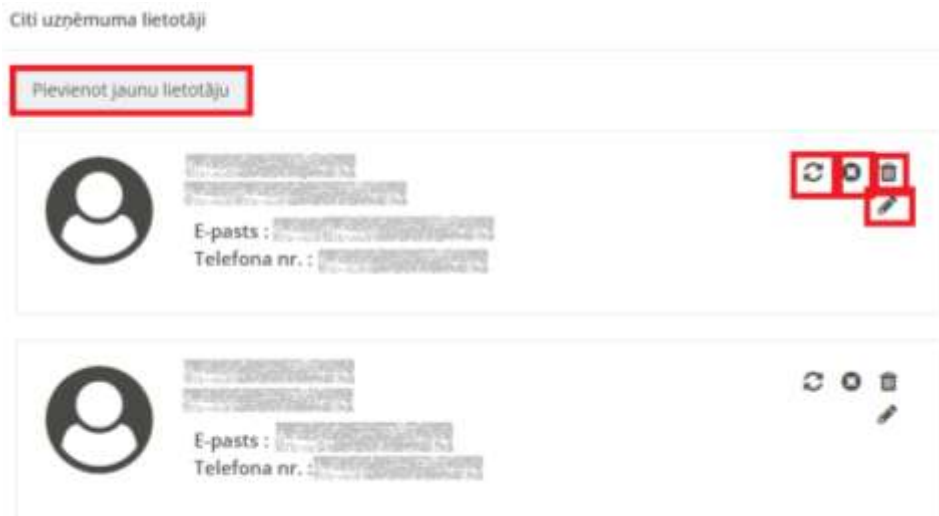 Citi uzņēmuma lietotāji
Pievienot jaunu lietotāju
E-pasts :
Telefona nr. :
E-pasts :
Telefona nr. :